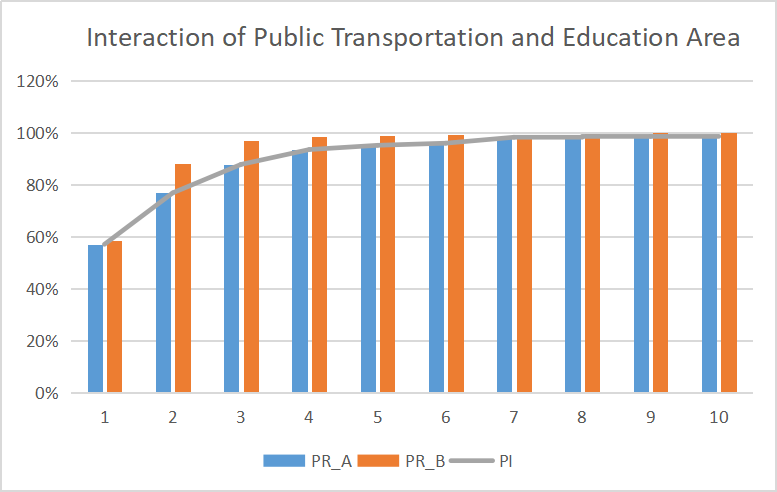 Interaction of Public Transportation and Education Area
120%
100%
80%
60%
40%
20%
0%
1 2 3 4 5 6 7 8 9 10
PR_A PR_B PI